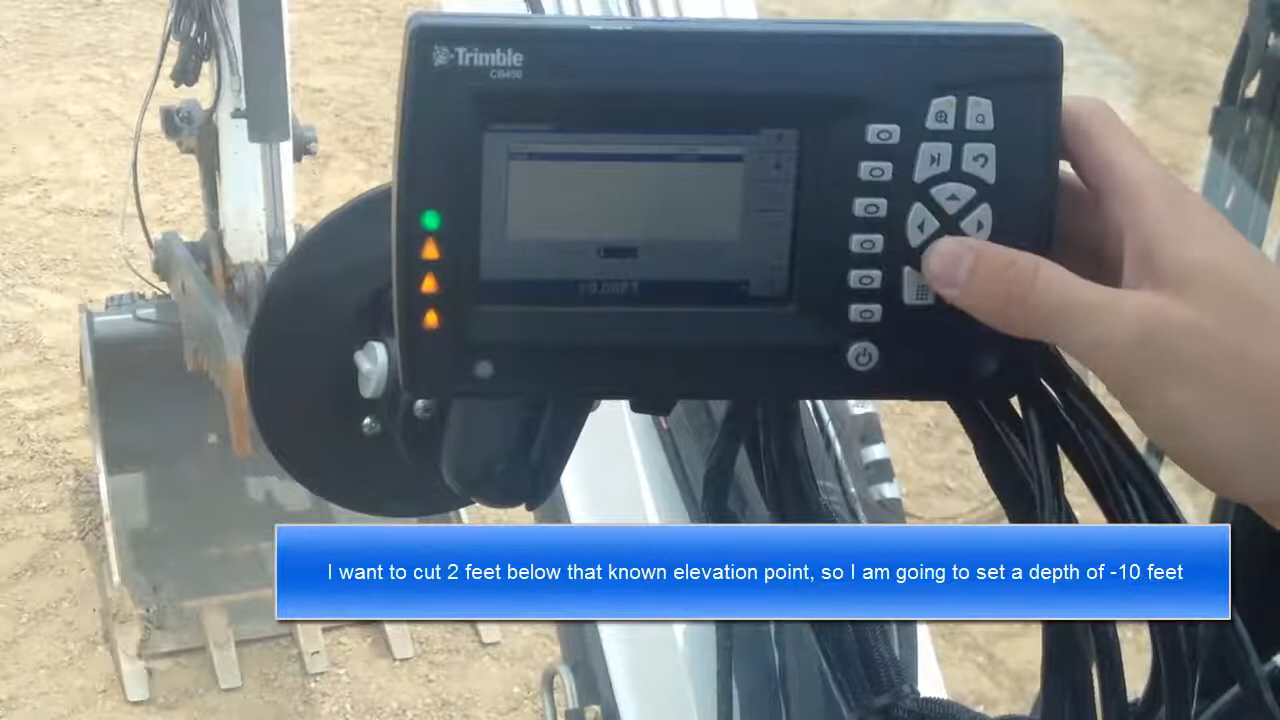 Trimble
CB450
I want to cut 2 feet below that known elevation point, so I am going to set a depth of -10 feet